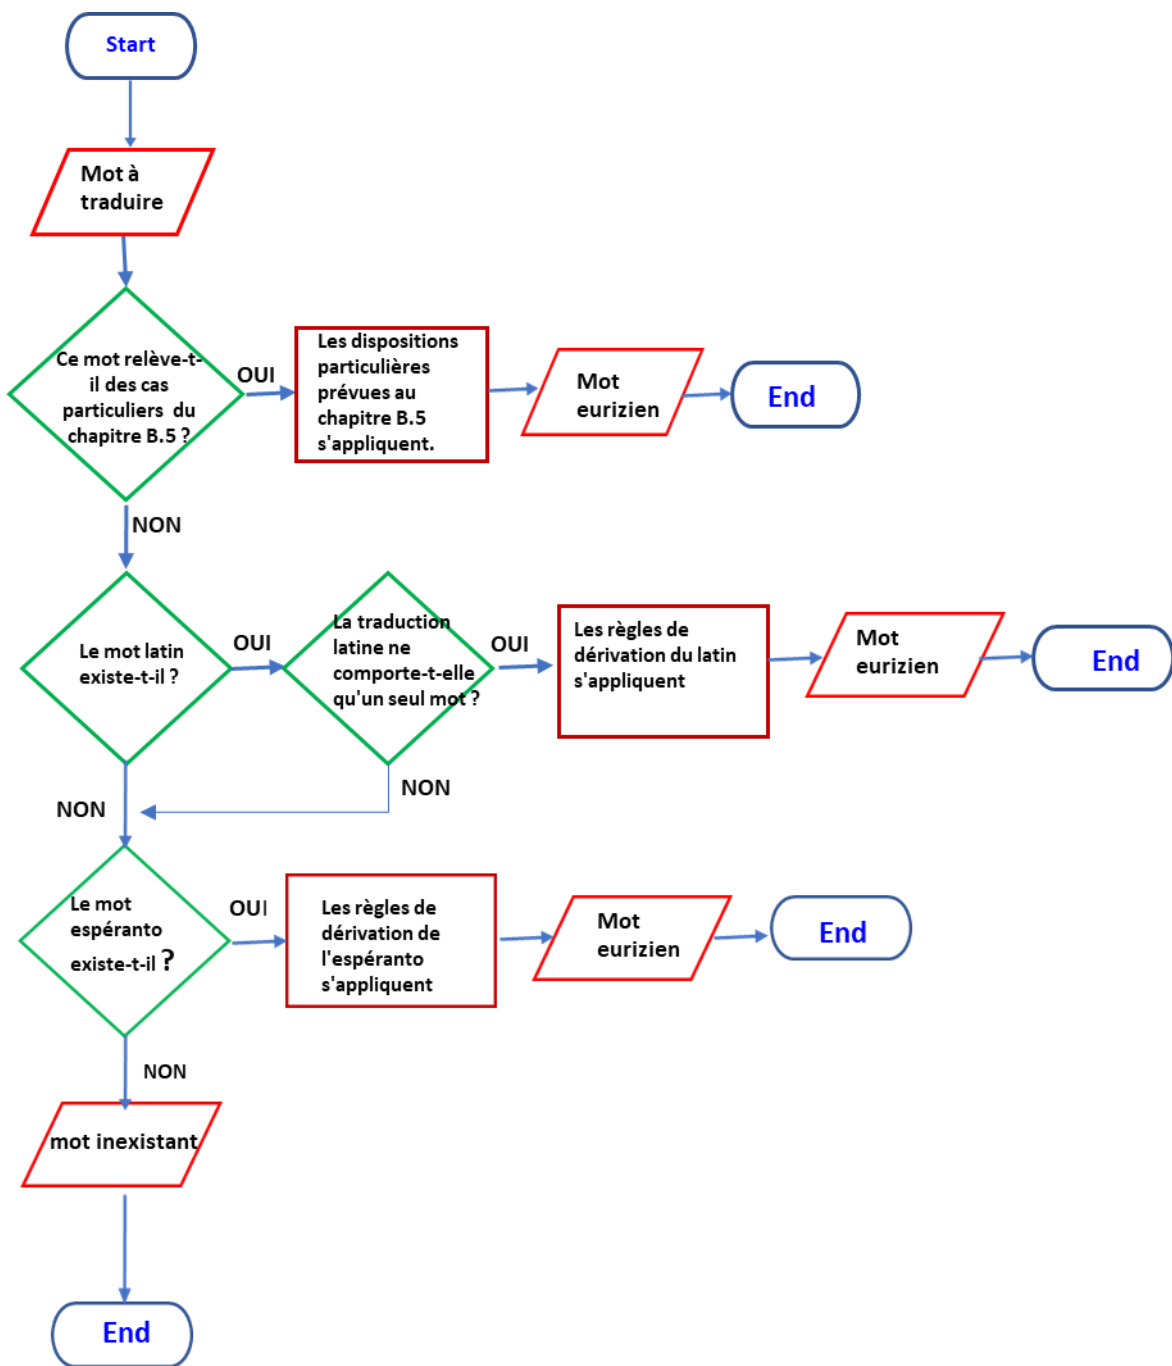 Start
Mot à
traduire
Ce mot relève-t-
il des cas
particuliers du
chapitre B.5 ?
OUI
Les dispositions
particulières
prévues au
chapitre B.5
s'appliquent.
Mot
eurizien
End
NON
Le mot latin
existe-t-il ?
OUI
La traduction
latine ne
comporte-t-elle
qu'un seul mot ?
OUI
Les règles de
dérivation du latin
s'appliquent
Mot
eurizien
End
NON
NON
Le mot
espéranto
existe-t-il ?
OUI
Les règles de
dérivation de
l'espéranto
s'appliquent
Mot
eurizien
End
NON
mot inexistant
End